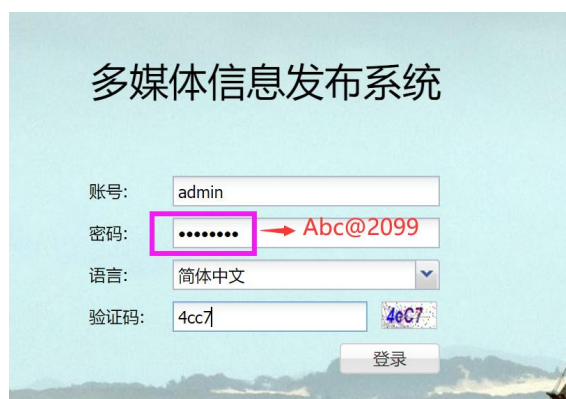 多媒体信息发布系统
账号: admin
密码: •••••••• Abc@2099
语言: 简体中文
验证码: 4cc7 4cC7
登录